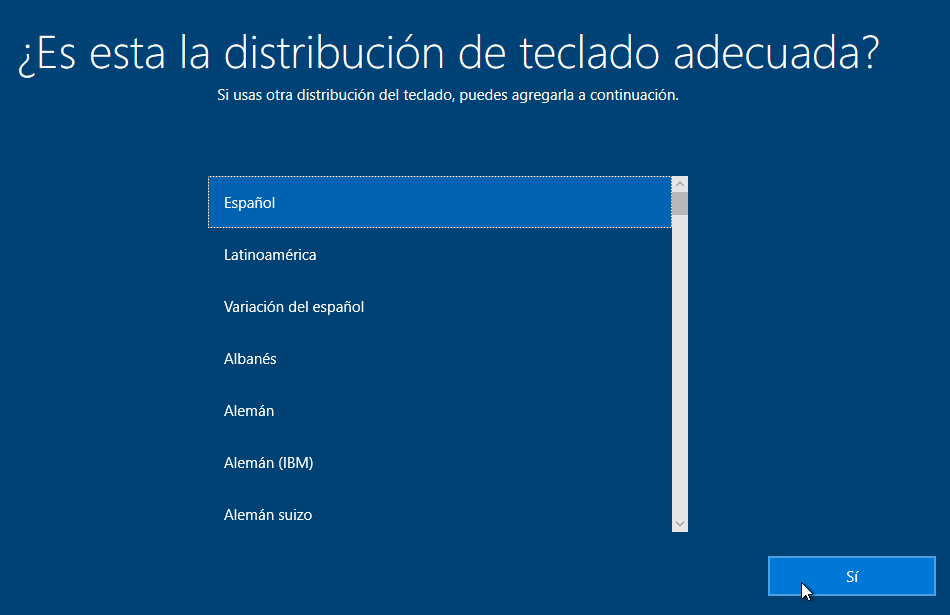 ¿Es esta la distribución de teclado adecuada?
Si usas otra distribución del teclado, puedes agregarla a continuación.
Español
Latinoamérica
Variación del español
Albanés
Alemán
Alemán (IBM)
Alemán suizo
Sí